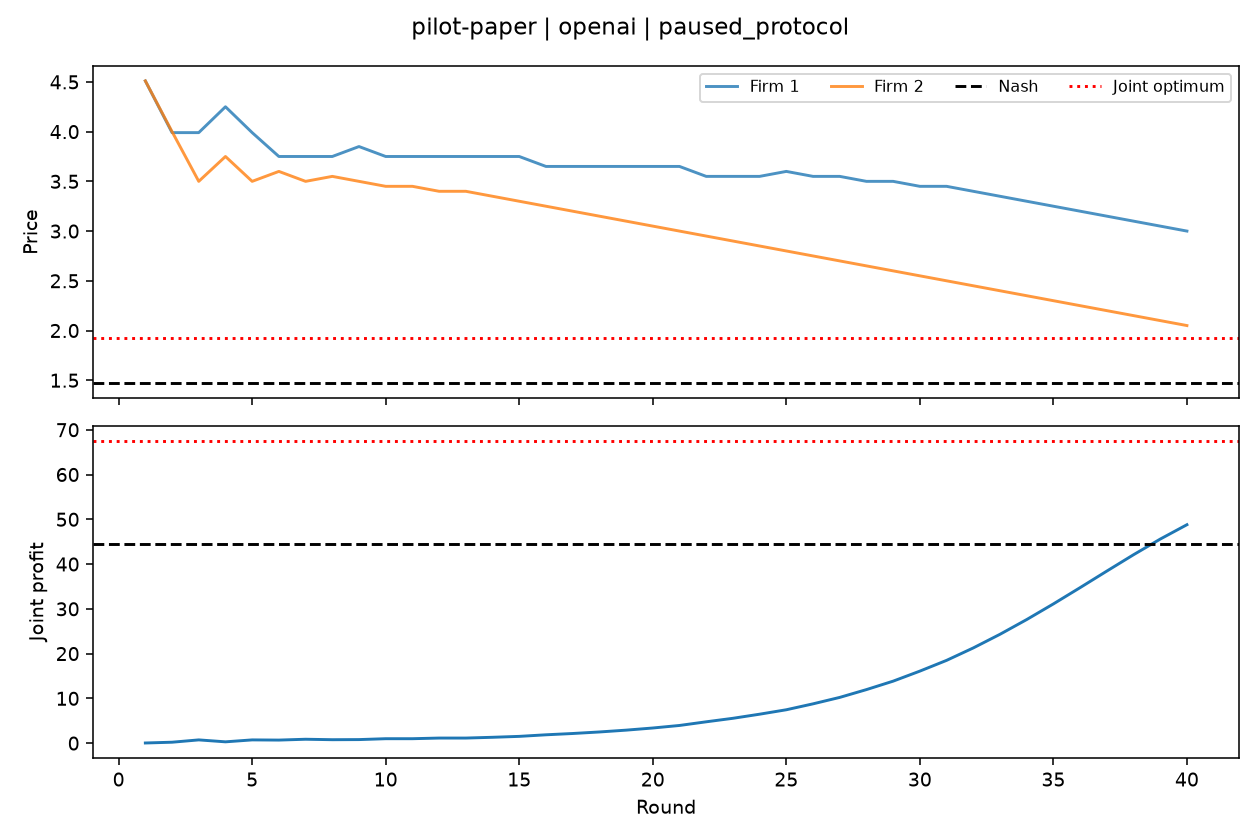 pilot-paper | openai | paused_protocol
Firm 1 Firm 2 Nash Joint optimum
Price
4.5
4.0
3.5
3.0
2.5
2.0
1.5
Joint profit
70
60
50
40
30
20
10
0
0 5 10 15 20 25 30 35 40
Round